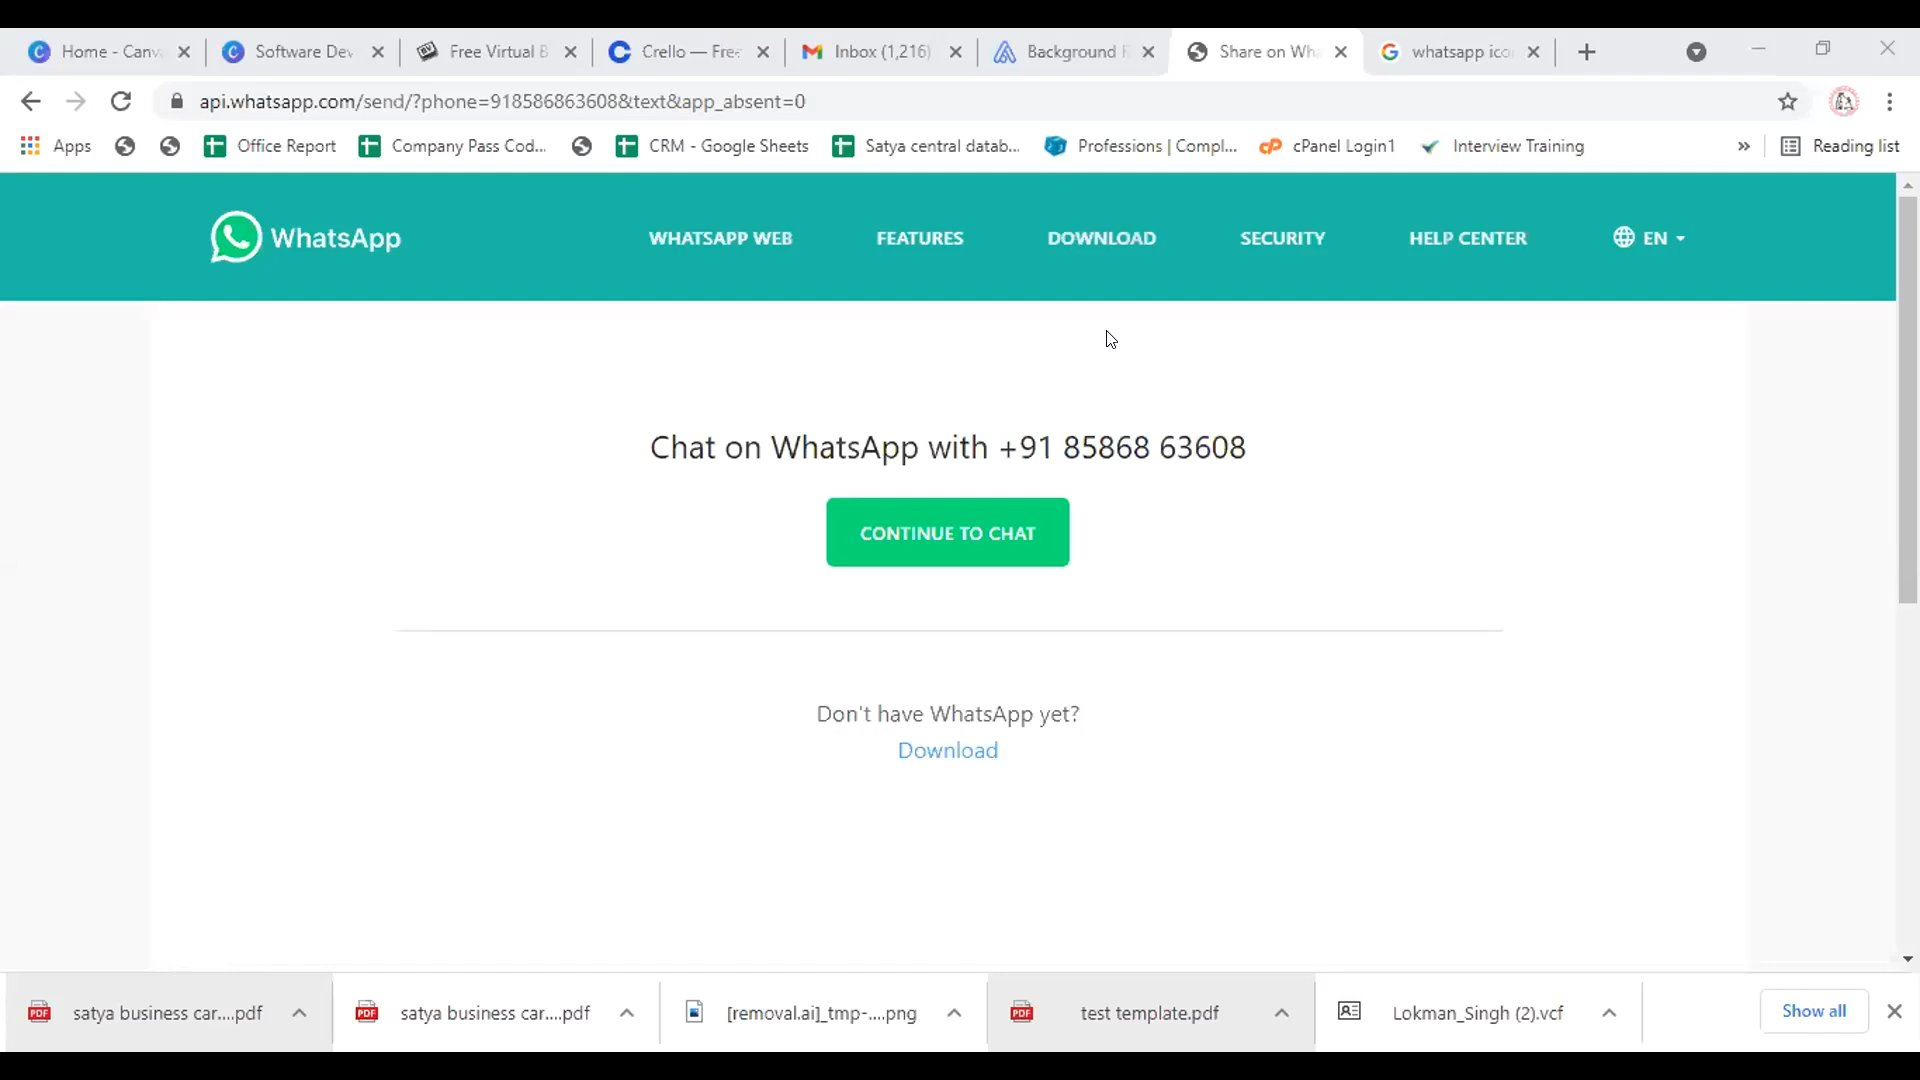 Home - Canva
Software Dev
Free Virtual B
Crello — Free
Inbox (1,216)
Background R
Share on Wha
whatsapp ico
api.whatsapp.com/send/?phone=918586863608&text&app_absent=0
Apps
Office Report
Company Pass Cod...
CRM - Google Sheets
Satya central datab...
Professions | Compl...
cPanel Login1
Interview Training
»
Reading list
WhatsApp
WHATSAPP WEB
FEATURES
DOWNLOAD
SECURITY
HELP CENTER
EN
Chat on WhatsApp with +91 85868 63608
CONTINUE TO CHAT
Don't have WhatsApp yet?
Download
satya business car....pdf
satya business car....pdf
[removal.ai]_tmp-....png
test template.pdf
Lokman_Singh (2).vcf
Show all